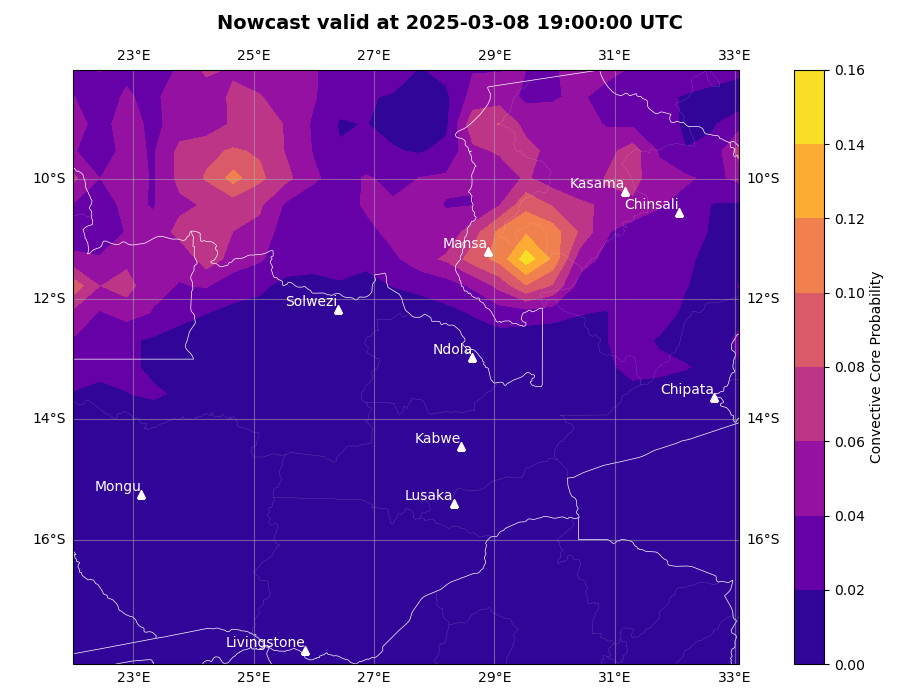 Nowcast valid at 2025-03-08 19:00:00 UTC
23°E 25°E 27°E 29°E 31°E 33°E
0.16
0.14
10°S 10°S
Kasama
Chinsali
0.12
Mansa
0.10
12°S 12°S
Solwezi
Convective Core Probability
Ndola
0.08
Chipata
14°S 14°S
0.06
Kabwe
Mongu
Lusaka
0.04
16°S 16°S
0.02
Livingstone
0.00
23°E 25°E 27°E 29°E 31°E 33°E